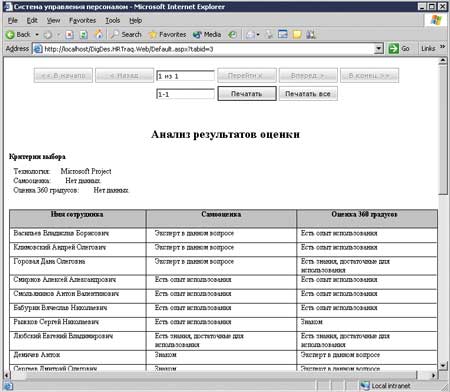 Система управления персоналом - Microsoft Internet Explorer
File Edit View Favorites Tools Help
Back Search Favorites
Address http://localhost/DigDes.HRTraq.Web/Default.aspx?tabid=3 Go Links »
<< В начало < Назад 1 из 1 Перейти к Вперед > В конец >>
1-1 Печатать Печатать все
Анализ результатов оценки
Критерии выбора
Технология: Microsoft Project
Самооценка: Нет данных.
Оценка 360 градусов: Нет данных.
Имя сотрудника Самооценка Оценка 360 градусов
Васильев Владислав Борисович Эксперт в данном вопросе Есть опыт использования
Климовский Андрей Олегович Эксперт в данном вопросе Есть опыт использования
Горовая Дана Олеговна Эксперт в данном вопросе Есть знания, достаточные для
использования
Смирнов Алексей Александрович Есть опыт использования Есть опыт использования
Смольянинов Антон Валентинович Есть опыт использования Есть опыт использования
Бабурин Вячеслав Николаевич Есть опыт использования Есть опыт использования
Рыжков Сергей Николаевич Есть опыт использования Знаком
Любский Евгений Владимирович Есть знания, достаточные для Есть опыт использования
использования
Демичев Антон Знаком Эксперт в данном вопросе
Сергеев Дмитрий Олегович Знаком Есть опыт использования
Local intranet